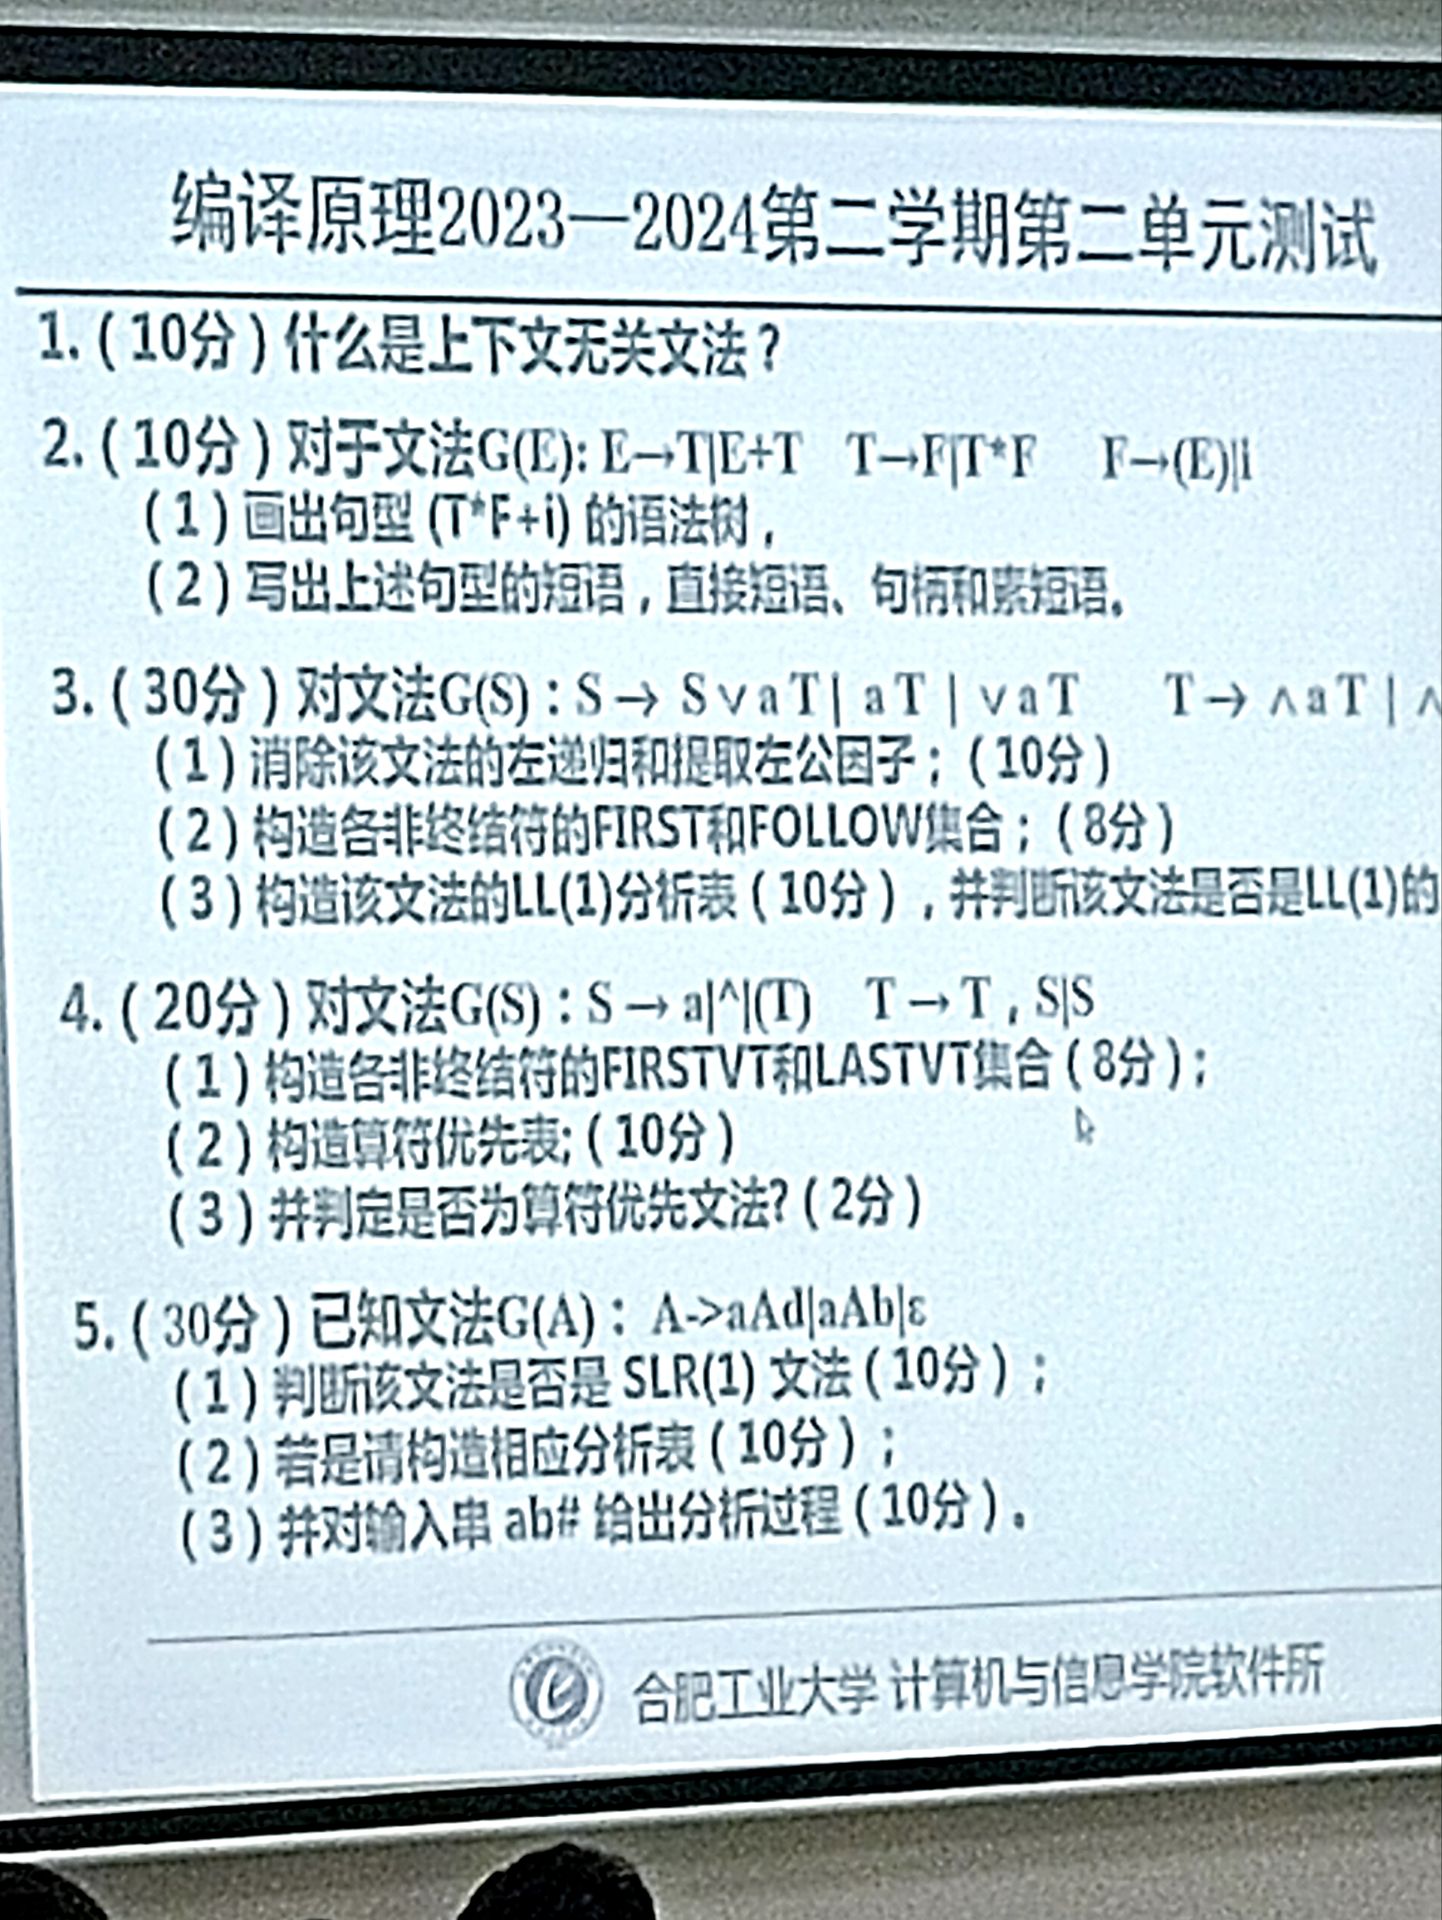 编译原理2023—2024第二学期第二单元测试
1.(10分)什么是上下文无关文法?
2.(10分)对于文法G(E): E→T|E+T T→F|T*F F→(E)|i
(1)画出句型 (T*F+i) 的语法树,
(2)写出上述句型的短语,直接短语、句柄和素短语。
3.(30分)对文法G(S):S→ S∨aT| aT | ∨aT T→ ∧aT | ∧
(1)消除该文法的左递归和提取左公因子;(10分)
(2)构造各非终结符的FIRST和FOLLOW集合;(8分)
(3)构造该文法的LL(1)分析表(10分),并判断该文法是否是LL(1)的
4.(20分)对文法G(S):S→ a|^|(T) T→T,S|S
(1)构造各非终结符的FIRSTVT和LASTVT集合(8分);
(2)构造算符优先表;(10分)
(3)并判定是否为算符优先文法?(2分)
5.(30分)已知文法G(A):A->aAd|aAb|ε
(1)判断该文法是否是 SLR(1) 文法(10分);
(2)若是请构造相应分析表(10分);
(3)并对输入串 ab# 给出分析过程(10分)。
合肥工业大学 计算机与信息学院软件所